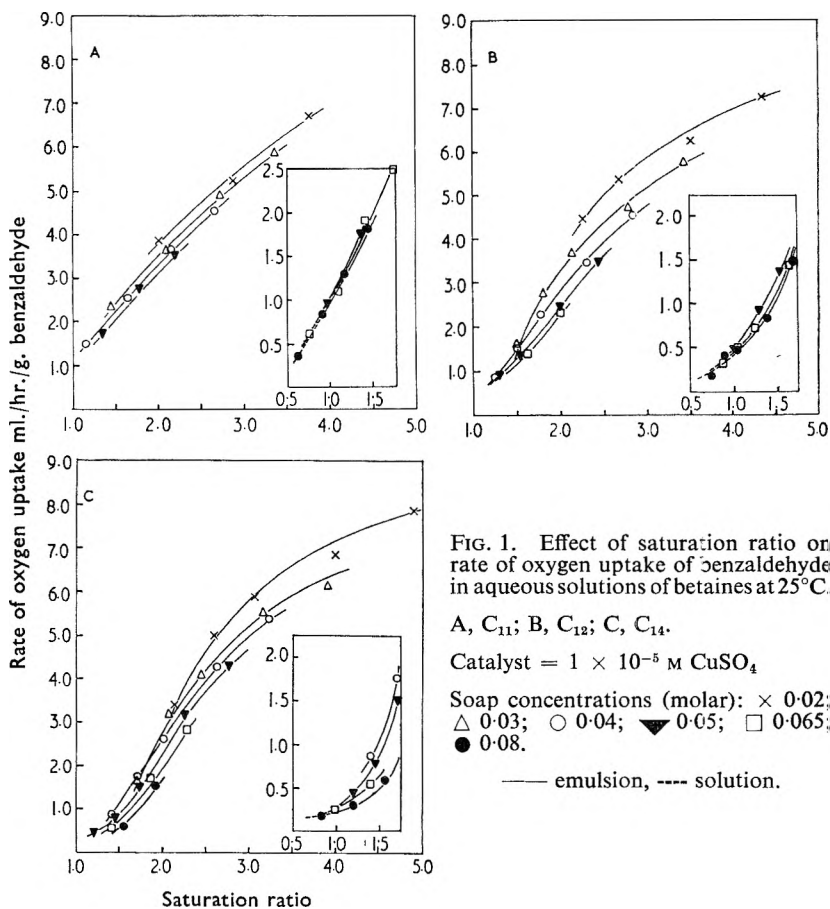 Rate of oxygen uptake ml./hr./g. benzaldehyde
A
9.0
8.0
7.0
6.0
5.0
4.0
3.0
2.0
1.0
1.0 2.0 3.0 4.0 5.0
2.5
2.0
1.5
1.0
0.5
0.5 1.0 1.5
B
9.0
8.0
7.0
6.0
5.0
4.0
3.0
2.0
1.0
1.0 2.0 3.0 4.0 5.0
2.0
1.5
1.0
0.5
0.5 1.0 1.5
C
9.0
8.0
7.0
6.0
5.0
4.0
3.0
2.0
1.0
1.0 2.0 3.0 4.0 5.0
2.0
1.5
1.0
0.5
0.5 1.0 1.5
Saturation ratio
FIG. 1. Effect of saturation ratio on
rate of oxygen uptake of benzaldehyde
in aqueous solutions of betaines at 25°C.
A, C₁₁; B, C₁₂; C, C₁₄.
Catalyst = 1 × 10⁻⁵ M CuSO₄
Soap concentrations (molar): × 0·02;
△ 0·03; ○ 0·04; ▼ 0·05; □ 0·065;
● 0·08.
—— emulsion, ---- solution.